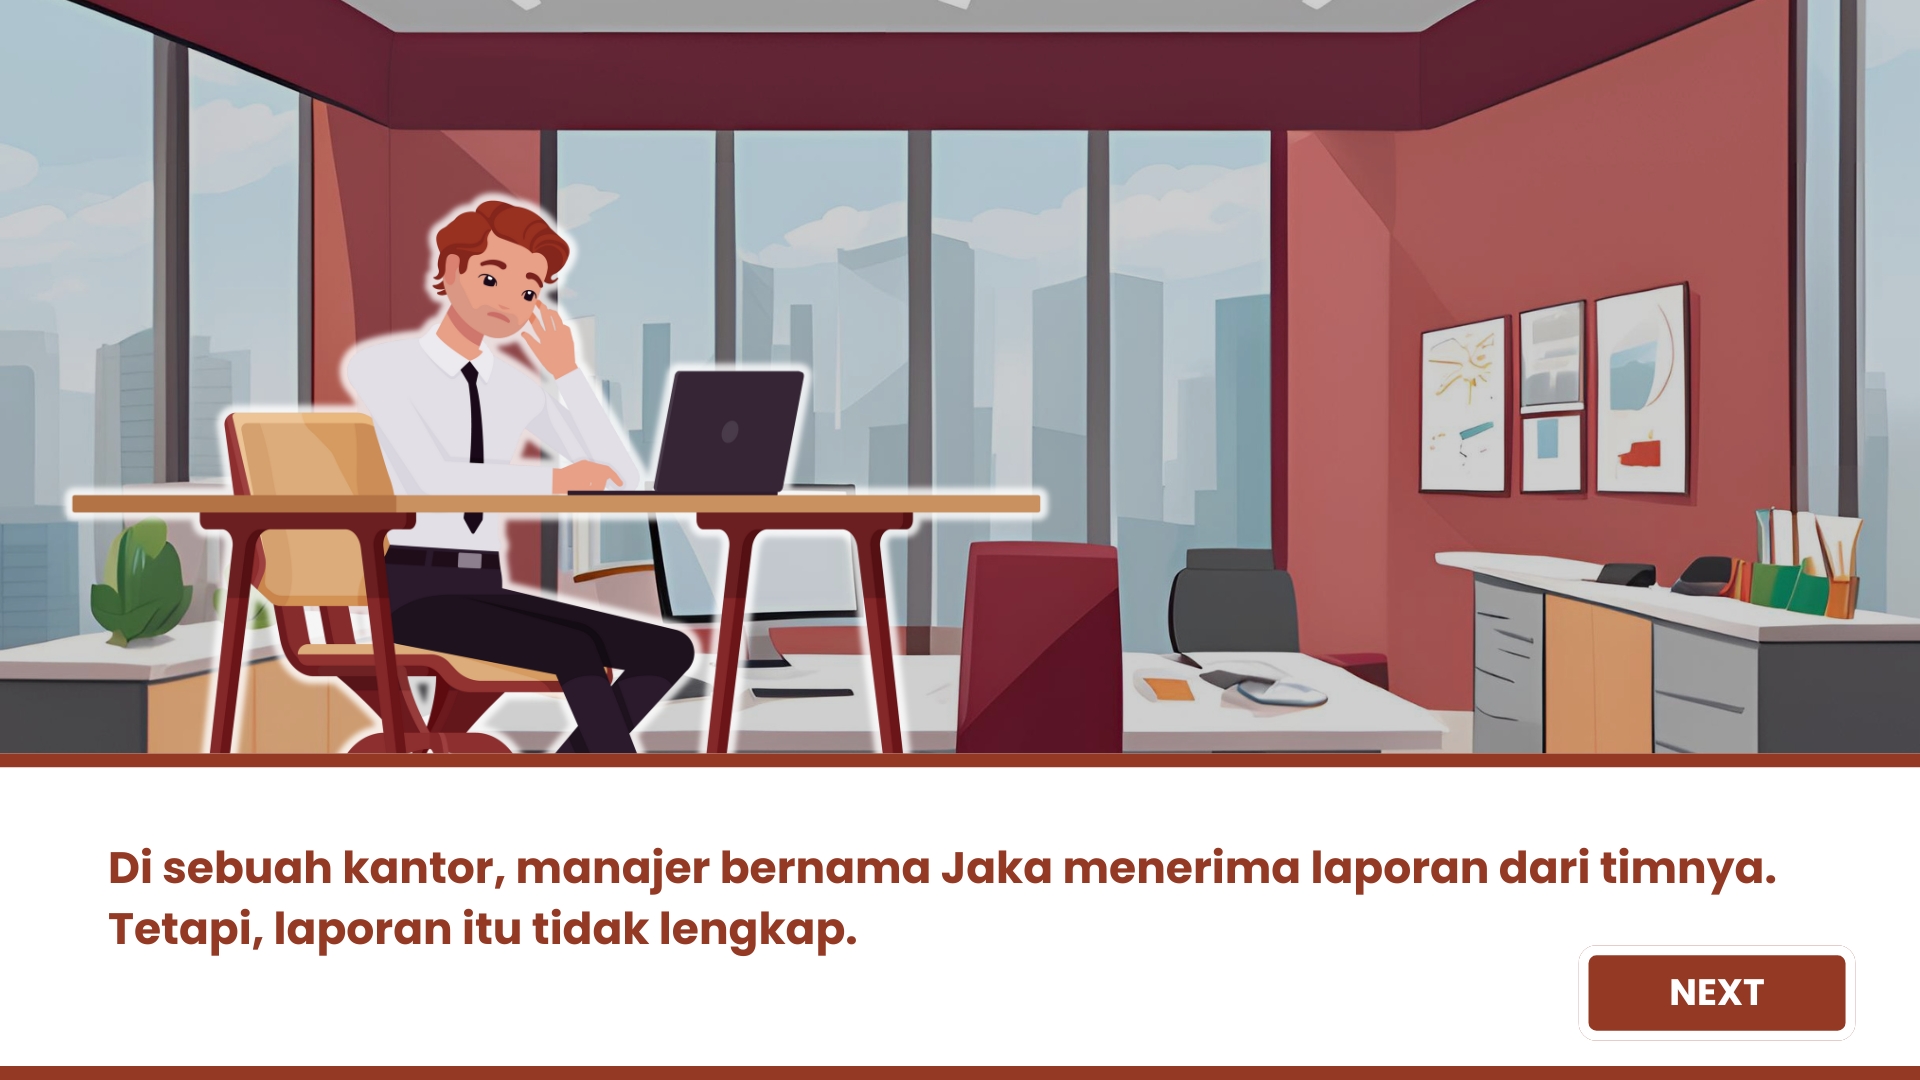 Di sebuah kantor, manajer bernama Jaka menerima laporan dari timnya.
Tetapi, laporan itu tidak lengkap.
NEXT